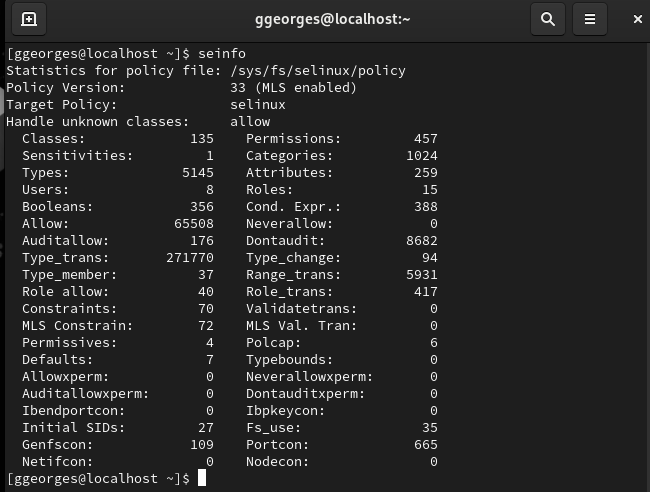 ggeorges@localhost:~
[ggeorges@localhost ~]$ seinfo
Statistics for policy file: /sys/fs/selinux/policy
Policy Version:             33 (MLS enabled)
Target Policy:              selinux
Handle unknown classes:     allow
  Classes:             135    Permissions:         457
  Sensitivities:         1    Categories:         1024
  Types:              5145    Attributes:          259
  Users:                 8    Roles:                15
  Booleans:            356    Cond. Expr.:         388
  Allow:             65508    Neverallow:            0
  Auditallow:          176    Dontaudit:          8682
  Type_trans:       271770    Type_change:          94
  Type_member:          37    Range_trans:        5931
  Role allow:           40    Role_trans:          417
  Constraints:          70    Validatetrans:         0
  MLS Constrain:        72    MLS Val. Tran:         0
  Permissives:           4    Polcap:                6
  Defaults:              7    Typebounds:            0
  Allowxperm:            0    Neverallowxperm:       0
  Auditallowxperm:       0    Dontauditxperm:        0
  Ibendportcon:          0    Ibpkeycon:             0
  Initial SIDs:         27    Fs_use:               35
  Genfscon:            109    Portcon:             665
  Netifcon:              0    Nodecon:               0
[ggeorges@localhost ~]$